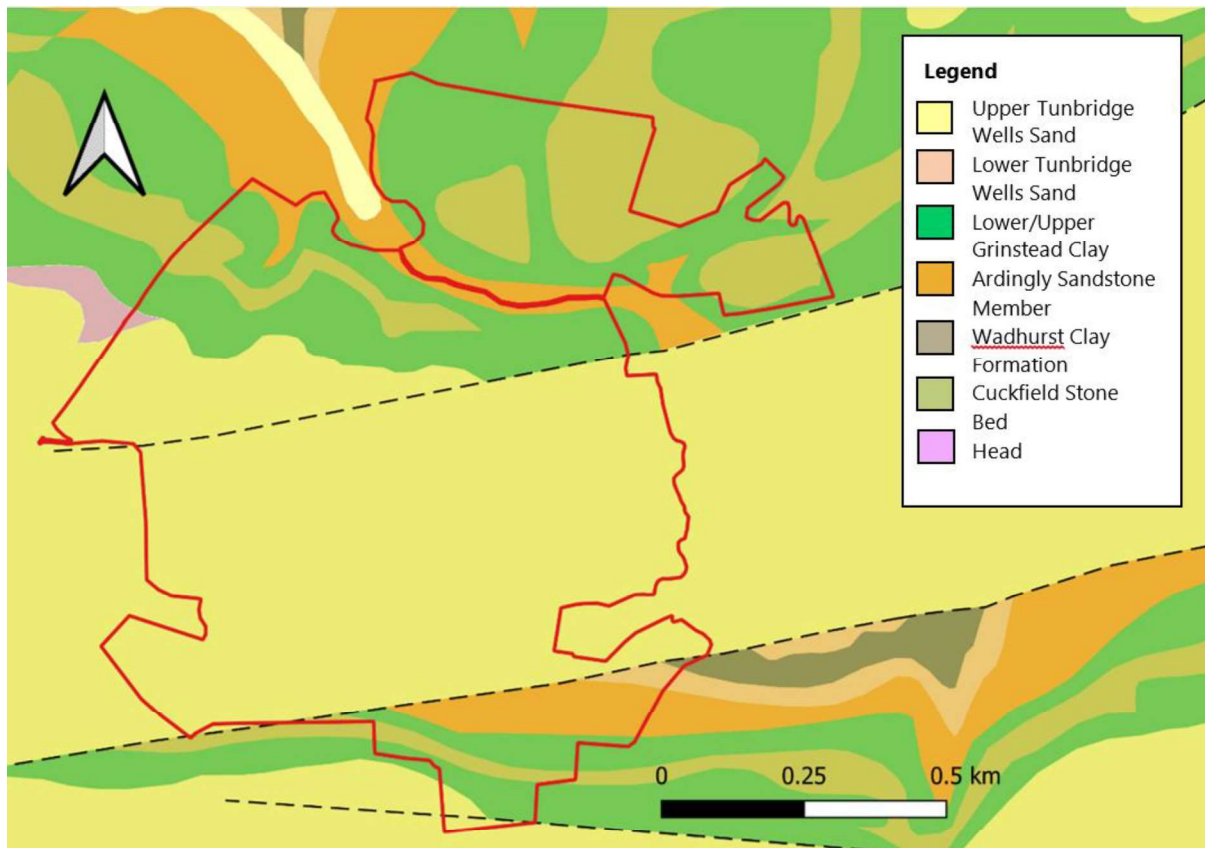 Legend
Upper Tunbridge
Wells Sand
Lower Tunbridge
Wells Sand
Lower/Upper
Grinstead Clay
Ardingly Sandstone
Member
Wadhurst Clay
Formation
Cuckfield Stone
Bed
Head
0 0.25 0.5 km